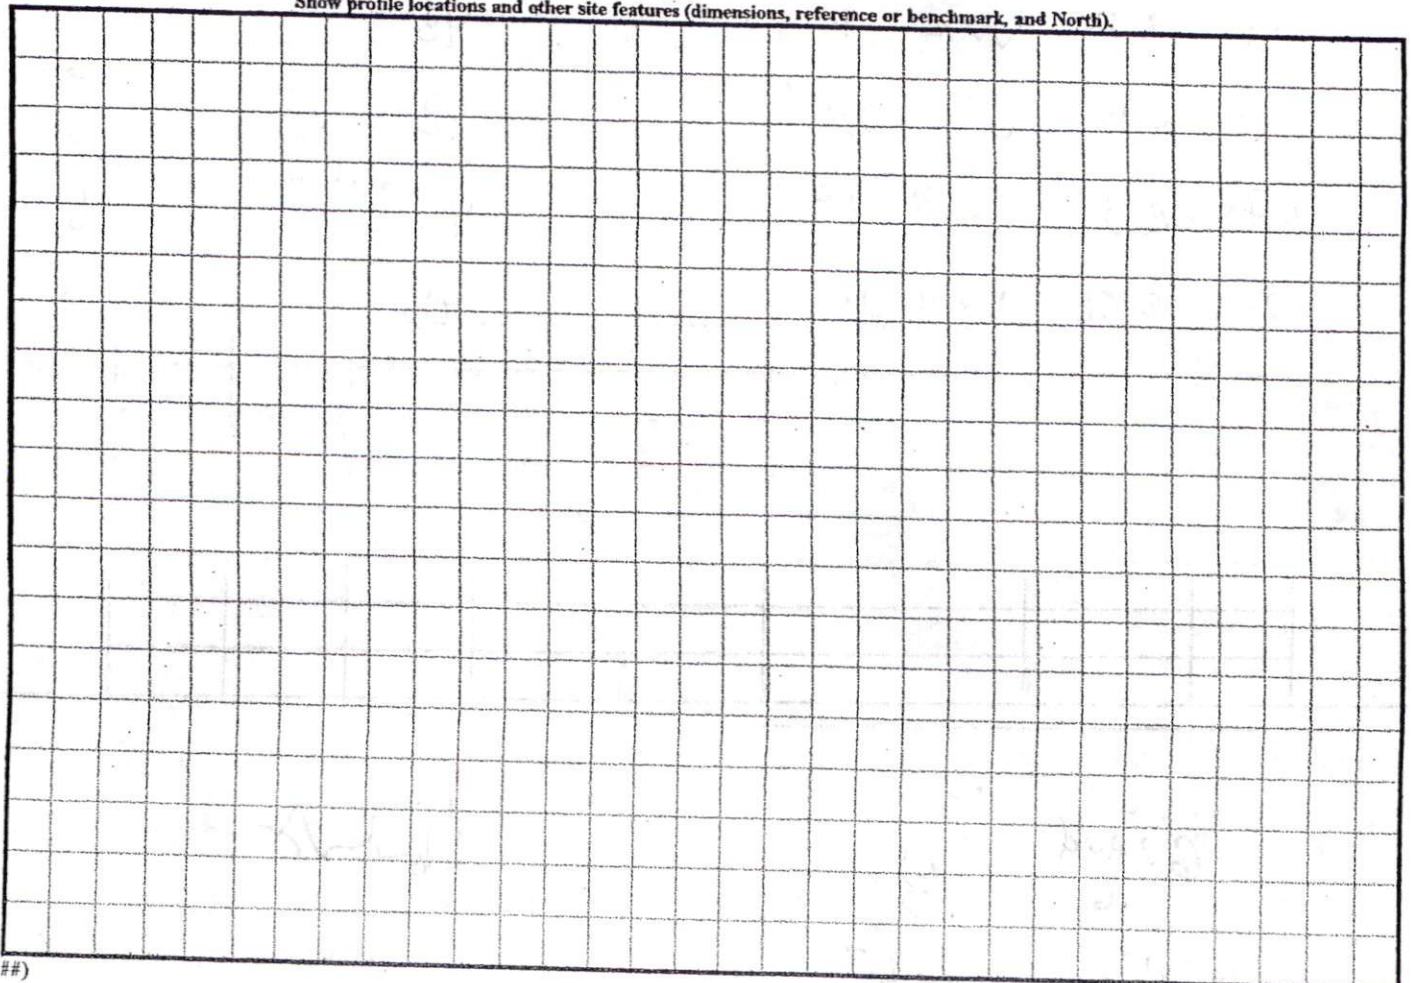 Show profile locations and other site features (dimensions, reference or benchmark, and North).
##)